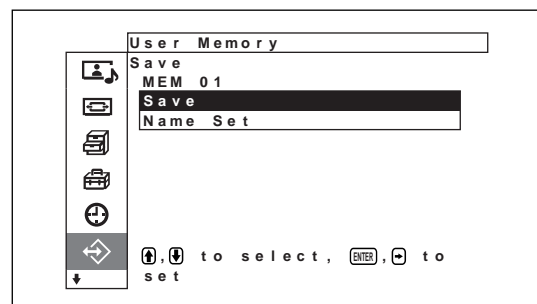 User Memory
Save
MEM 01
Save
Name Set
↑,↓ to select, ENTER,→ to
set